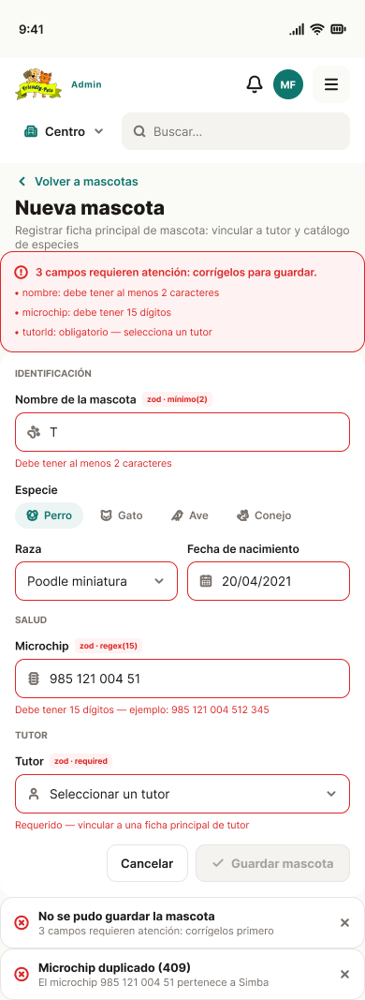 9:41
Friendly-Pets
Admin
MF
Centro
Buscar...
Volver a mascotas
Nueva mascota
Registrar ficha principal de mascota: vincular a tutor y catálogo
de especies
3 campos requieren atención: corrígelos para guardar.
• nombre: debe tener al menos 2 caracteres
• microchip: debe tener 15 dígitos
• tutorId: obligatorio — selecciona un tutor
IDENTIFICACIÓN
Nombre de la mascota zod · mínimo(2)
T
Debe tener al menos 2 caracteres
Especie
Perro Gato Ave Conejo
Raza Fecha de nacimiento
Poodle miniatura 20/04/2021
SALUD
Microchip zod · regex(15)
985 121 004 51
Debe tener 15 dígitos — ejemplo: 985 121 004 512 345
TUTOR
Tutor zod · required
Seleccionar un tutor
Requerido — vincular a una ficha principal de tutor
Cancelar Guardar mascota
No se pudo guardar la mascota
3 campos requieren atención: corrígelos primero
Microchip duplicado (409)
El microchip 985 121 004 51 pertenece a Simba